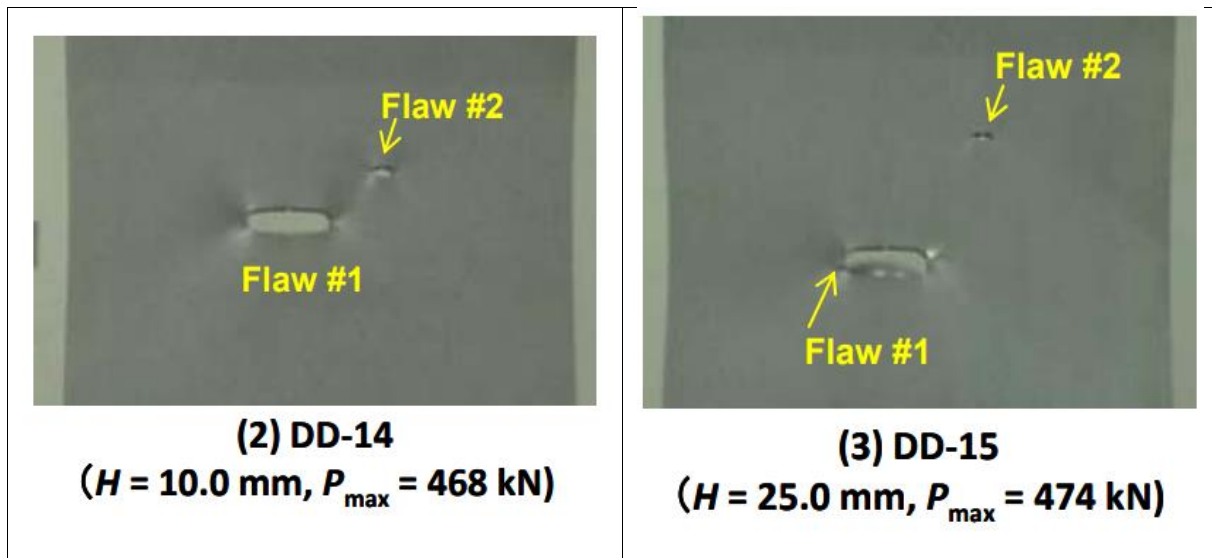 Flaw #2
Flaw #1
(2) DD-14
(H = 10.0 mm, Pmax = 468 kN)
Flaw #2
Flaw #1
(3) DD-15
(H = 25.0 mm, Pmax = 474 kN)